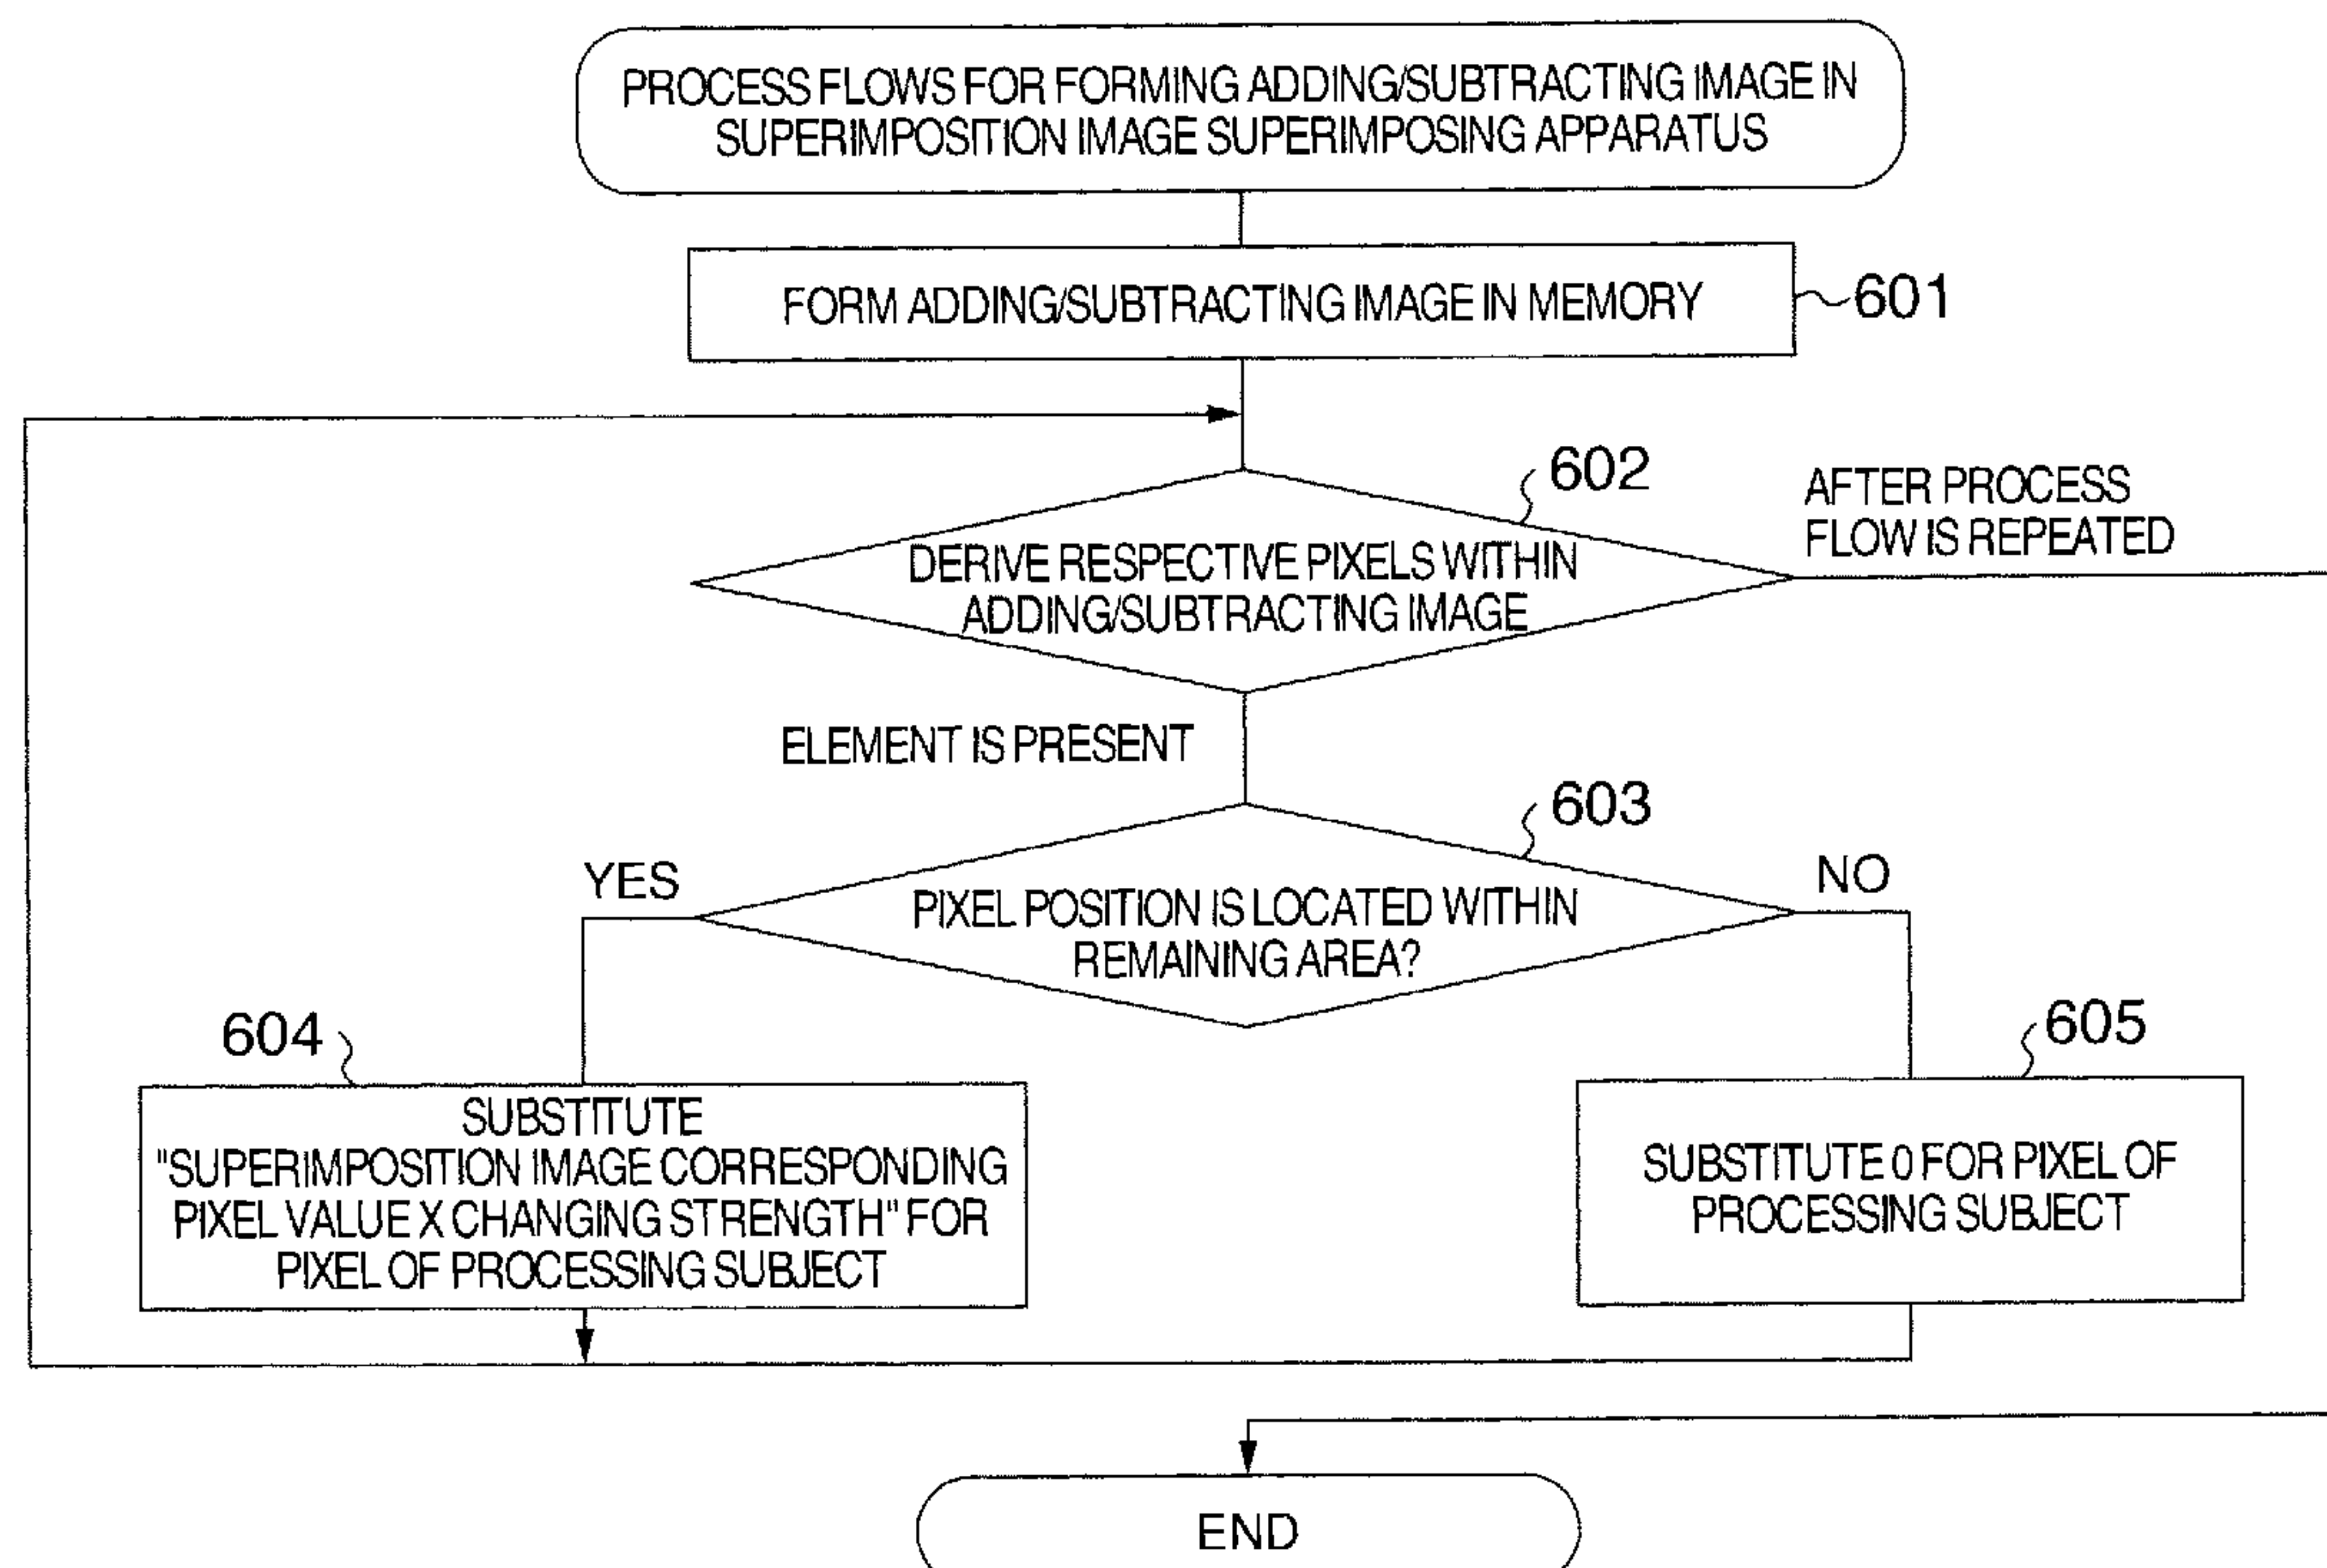 PROCESS FLOWS FOR FORMING ADDING/SUBTRACTING IMAGE IN
SUPERIMPOSITION IMAGE SUPERIMPOSING APPARATUS
FORM ADDING/SUBTRACTING IMAGE IN MEMORY
601
602
AFTER PROCESS
FLOW IS REPEATED
DERIVE RESPECTIVE PIXELS WITHIN
ADDING/SUBTRACTING IMAGE
ELEMENT IS PRESENT
603
YES
NO
PIXEL POSITION IS LOCATED WITHIN
REMAINING AREA?
604
605
SUBSTITUTE
"SUPERIMPOSITION IMAGE CORRESPONDING
PIXEL VALUE X CHANGING STRENGTH" FOR
PIXEL OF PROCESSING SUBJECT
SUBSTITUTE 0 FOR PIXEL OF
PROCESSING SUBJECT
END